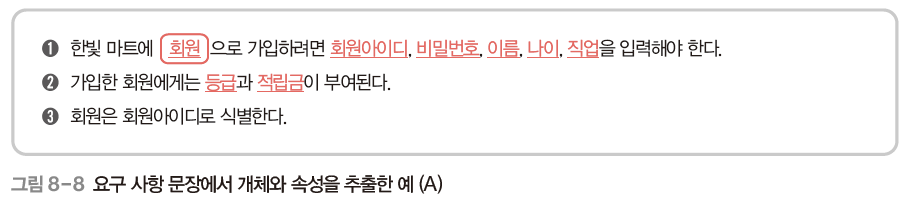 ❶ 한빛 마트에 회원으로 가입하려면 회원아이디, 비밀번호, 이름, 나이, 직업을 입력해야 한다.
❷ 가입한 회원에게는 등급과 적립금이 부여된다.
❸ 회원은 회원아이디로 식별한다.
그림 8-8 요구 사항 문장에서 개체와 속성을 추출한 예 (A)